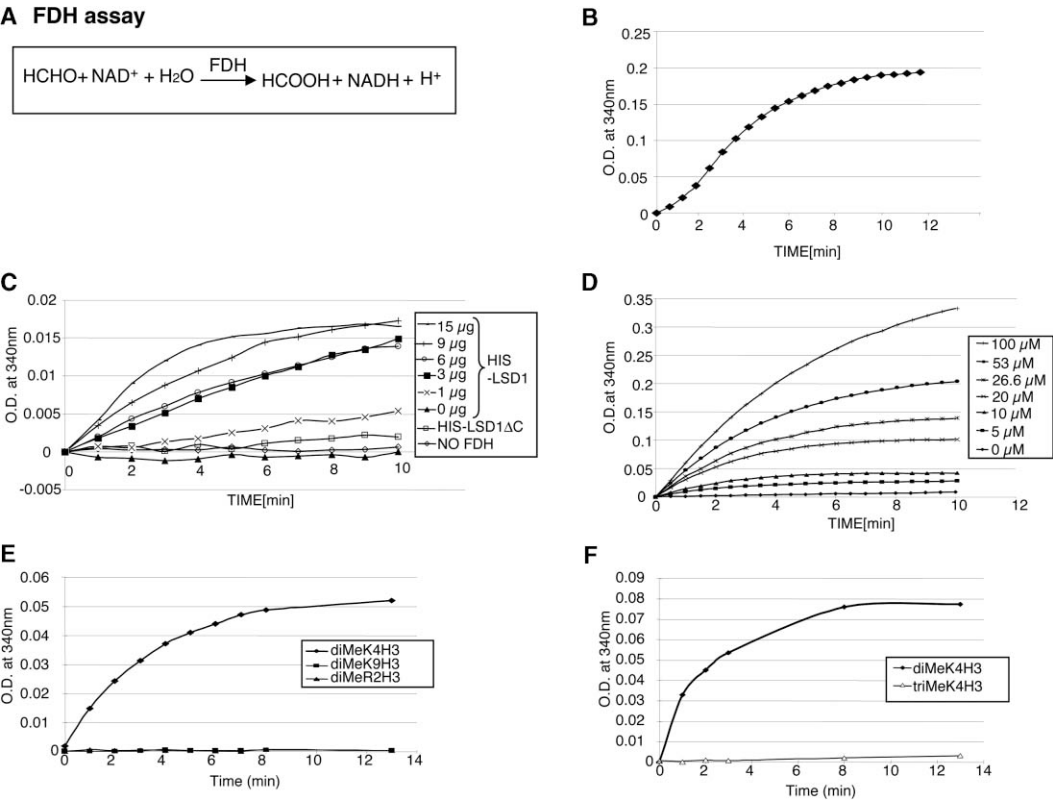 A FDH assay
HCHO+ NAD⁺ + H₂O FDH HCOOH+ NADH + H⁺
B
O.D. at 340nm
0.25
0.2
0.15
0.1
0.05
0
0 2 4 6 8 10 12
TIME[min]
C
O.D. at 340nm
0.02
0.015
0.01
0.005
0
-0.005
0 2 4 6 8 10
TIME[min]
15 µg
9 µg
6 µg
3 µg
1 µg
0 µg
HIS
-LSD1
HIS-LSD1ΔC
NO FDH
D
O.D.at 340nm
0.35
0.3
0.25
0.2
0.15
0.1
0.05
0
0 2 4 6 8 10 12
TIME[min]
100 µM
53 µM
26.6 µM
20 µM
10 µM
5 µM
0 µM
E
O.D. at 340nm
0.06
0.05
0.04
0.03
0.02
0.01
0
0 2 4 6 8 10 12 14
Time (min)
diMeK4H3
diMeK9H3
diMeR2H3
F
O.D. at 340nm
0.09
0.08
0.07
0.06
0.05
0.04
0.03
0.02
0.01
0
0 2 4 6 8 10 12 14
Time (min)
diMeK4H3
triMeK4H3